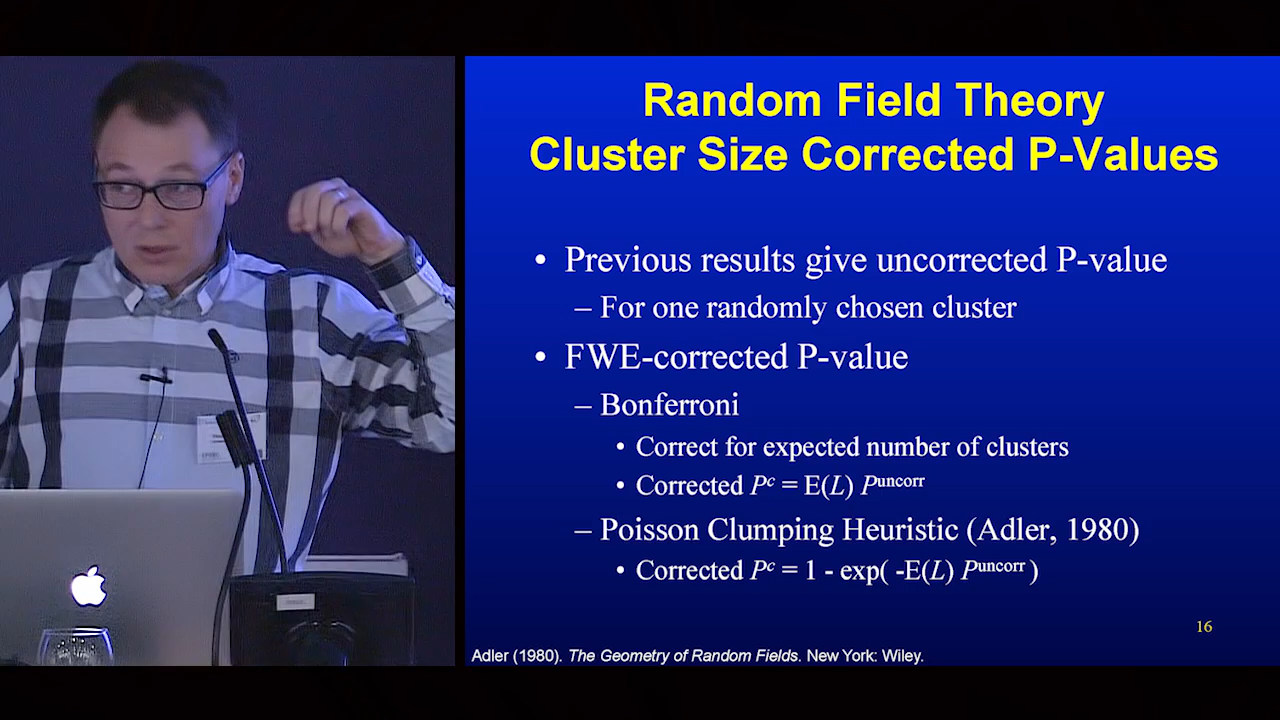 Random Field Theory
Cluster Size Corrected P-Values
• Previous results give uncorrected P-value
– For one randomly chosen cluster
• FWE-corrected P-value
– Bonferroni
• Correct for expected number of clusters
• Corrected Pᶜ = E(L) Pᵘⁿᶜᵒʳʳ
– Poisson Clumping Heuristic (Adler, 1980)
• Corrected Pᶜ = 1 - exp( -E(L) Pᵘⁿᶜᵒʳʳ )
16
Adler (1980). The Geometry of Random Fields. New York: Wiley.